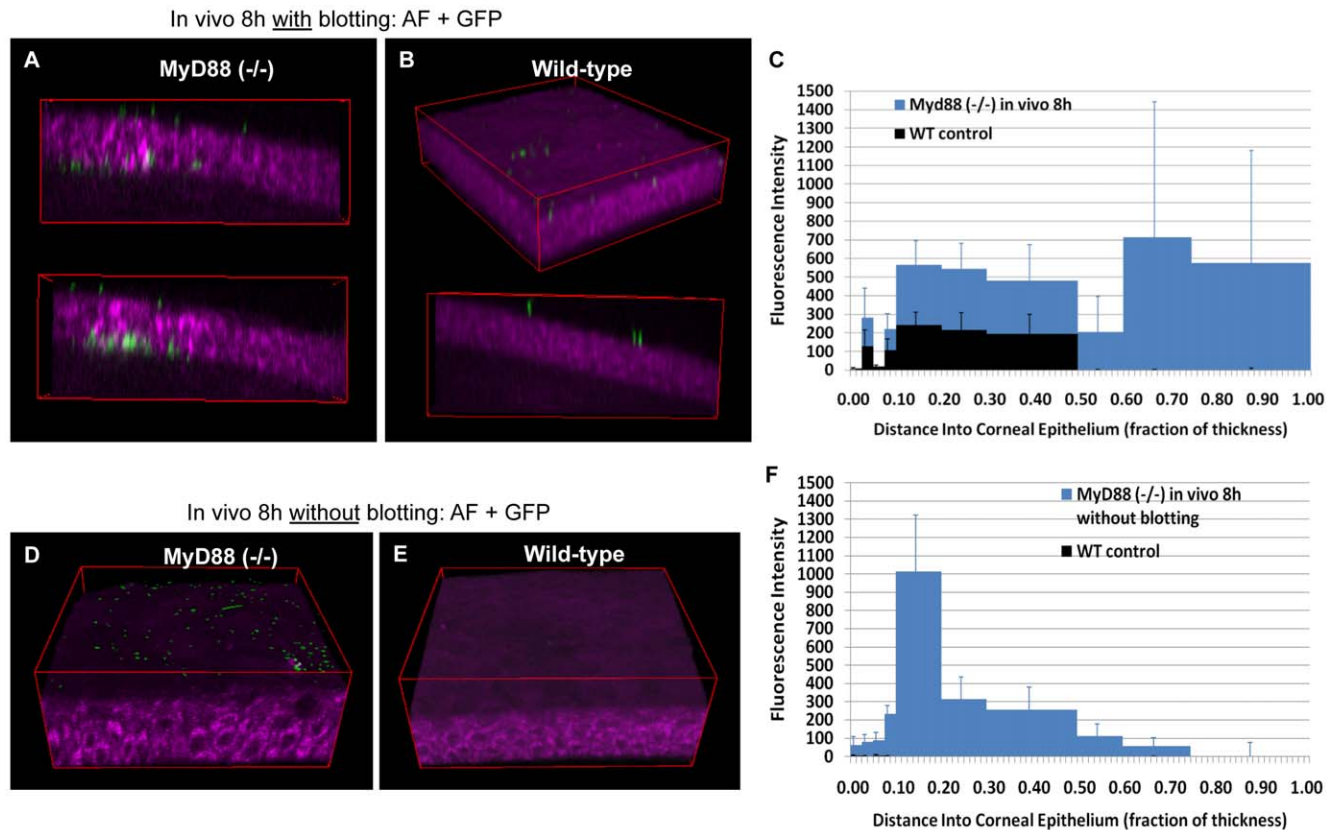 In vivo 8h with blotting: AF + GFP
A
MyD88 (-/-)
B
Wild-type
C
Myd88 (-/-) in vivo 8h
WT control
Fluorescence Intensity
1500
1400
1300
1200
1100
1000
900
800
700
600
500
400
300
200
100
0
0.00 0.10 0.20 0.30 0.40 0.50 0.60 0.70 0.80 0.90 1.00
Distance Into Corneal Epithelium (fraction of thickness)
In vivo 8h without blotting: AF + GFP
D
MyD88 (-/-)
E
Wild-type
F
MyD88 (-/-) in vivo 8h
without blotting
WT control
Fluorescence Intensity
1500
1400
1300
1200
1100
1000
900
800
700
600
500
400
300
200
100
0
0.00 0.10 0.20 0.30 0.40 0.50 0.60 0.70 0.80 0.90 1.00
Distance Into Corneal Epithelium (fraction of thickness)